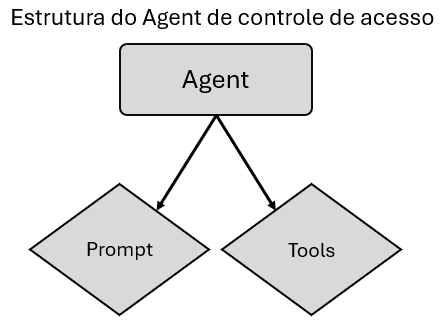 Estrutura do Agent de controle de acesso
Agent
Prompt
Tools